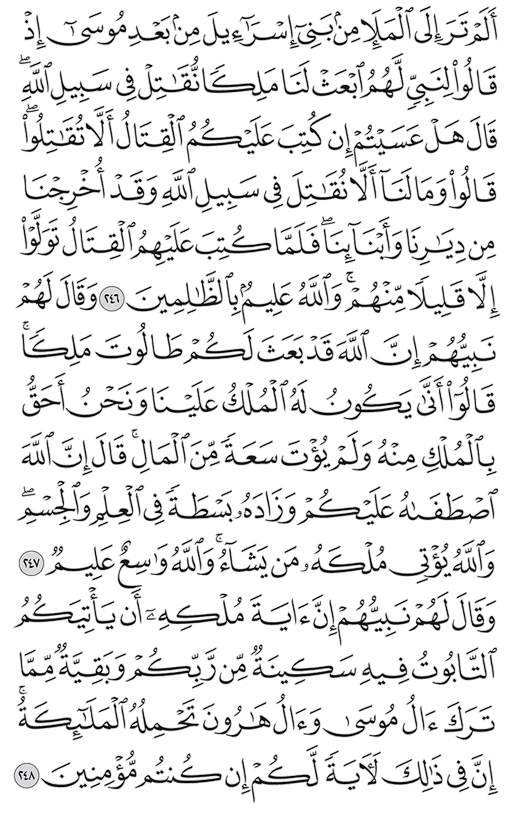 أَلَمْ تَرَ إِلَى ٱلْمَلَإِ مِنۢ بَنِىٓ إِسْرَٰٓءِيلَ مِنۢ بَعْدِ مُوسَىٰٓ إِذْ
قَالُوا۟ لِنَبِىٍّ لَّهُمُ ٱبْعَثْ لَنَا مَلِكًا نُّقَٰتِلْ فِى سَبِيلِ ٱللَّهِ ۖ
قَالَ هَلْ عَسَيْتُمْ إِن كُتِبَ عَلَيْكُمُ ٱلْقِتَالُ أَلَّا تُقَٰتِلُوا۟ ۖ
قَالُوا۟ وَمَا لَنَآ أَلَّا نُقَٰتِلَ فِى سَبِيلِ ٱللَّهِ وَقَدْ أُخْرِجْنَا
مِن دِيَٰرِنَا وَأَبْنَآئِنَا ۖ فَلَمَّا كُتِبَ عَلَيْهِمُ ٱلْقِتَالُ تَوَلَّوْا۟
إِلَّا قَلِيلًا مِّنْهُمْ ۗ وَٱللَّهُ عَلِيمٌۢ بِٱلظَّٰلِمِينَ ٢٤٦ وَقَالَ لَهُمْ
نَبِيُّهُمْ إِنَّ ٱللَّهَ قَدْ بَعَثَ لَكُمْ طَالُوتَ مَلِكًا ۚ
قَالُوٓا۟ أَنَّىٰ يَكُونُ لَهُ ٱلْمُلْكُ عَلَيْنَا وَنَحْنُ أَحَقُّ
بِٱلْمُلْكِ مِنْهُ وَلَمْ يُؤْتَ سَعَةً مِّنَ ٱلْمَالِ ۚ قَالَ إِنَّ ٱللَّهَ
ٱصْطَفَىٰهُ عَلَيْكُمْ وَزَادَهُۥ بَسْطَةً فِى ٱلْعِلْمِ وَٱلْجِسْمِ ۖ
وَٱللَّهُ يُؤْتِى مُلْكَهُۥ مَن يَشَآءُ ۚ وَٱللَّهُ وَٰسِعٌ عَلِيمٌ ٢٤٧
وَقَالَ لَهُمْ نَبِيُّهُمْ إِنَّ ءَايَةَ مُلْكِهِۦٓ أَن يَأْتِيَكُمُ
ٱلتَّابُوتُ فِيهِ سَكِينَةٌ مِّن رَّبِّكُمْ وَبَقِيَّةٌ مِّمَّا
تَرَكَ ءَالُ مُوسَىٰ وَءَالُ هَٰرُونَ تَحْمِلُهُ ٱلْمَلَٰٓئِكَةُ ۚ
إِنَّ فِى ذَٰلِكَ لَءَايَةً لَّكُمْ إِن كُنتُم مُّؤْمِنِينَ ٢٤٨